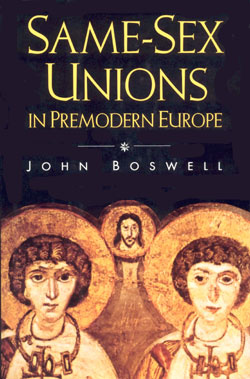 SAME-SEX
UNIONS
IN PREMODERN EUROPE
JOHN BOSWELL